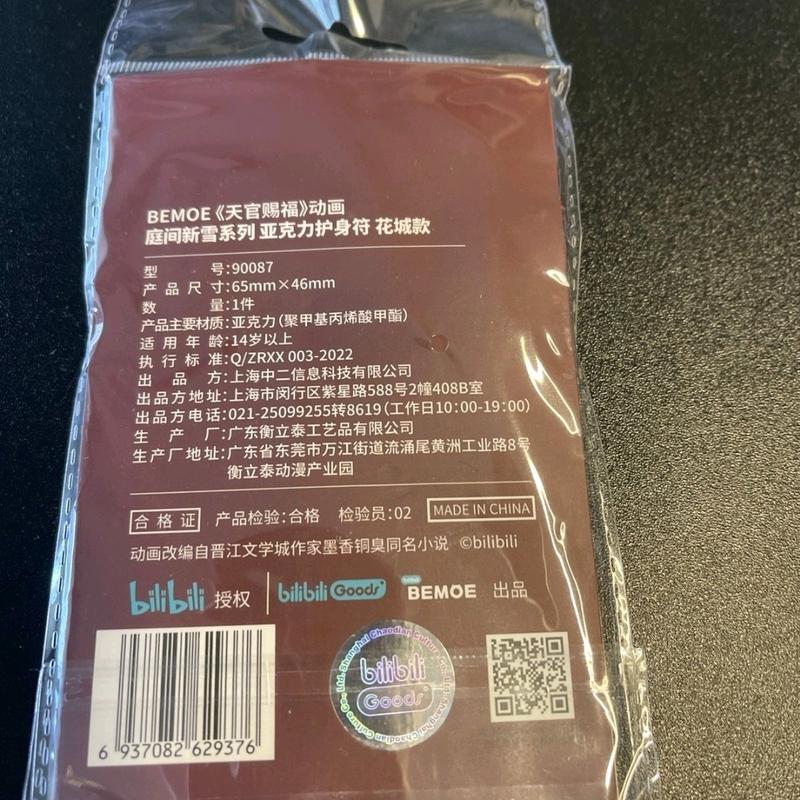 BEMOE《天官赐福》动画
庭间新雪系列 亚克力护身符 花城款
型号:90087
产品尺寸:65mm×46mm
数量:1件
产品主要材质:亚克力(聚甲基丙烯酸甲酯)
适用年龄:14岁以上
执行标准:Q/ZRXX 003-2022
出品方:上海中二信息科技有限公司
出品方地址:上海市闵行区紫星路588号2幢408B室
出品方电话:021-25099255转8619(工作日10:00-19:00)
生产厂:广东衡立泰工艺品有限公司
生产厂地址:广东省东莞市万江街道流涌尾黄洲工业路8号
衡立泰动漫产业园
合格证 产品检验:合格 检验员:02 MADE IN CHINA
动画改编自晋江文学城作家墨香铜臭同名小说 ©bilibili
bilibili 授权 bilibili Goods BEMOE 出品
6 937082 629376
bilibili
Goods
Shanghai Chaodian Culture Co., Ltd.